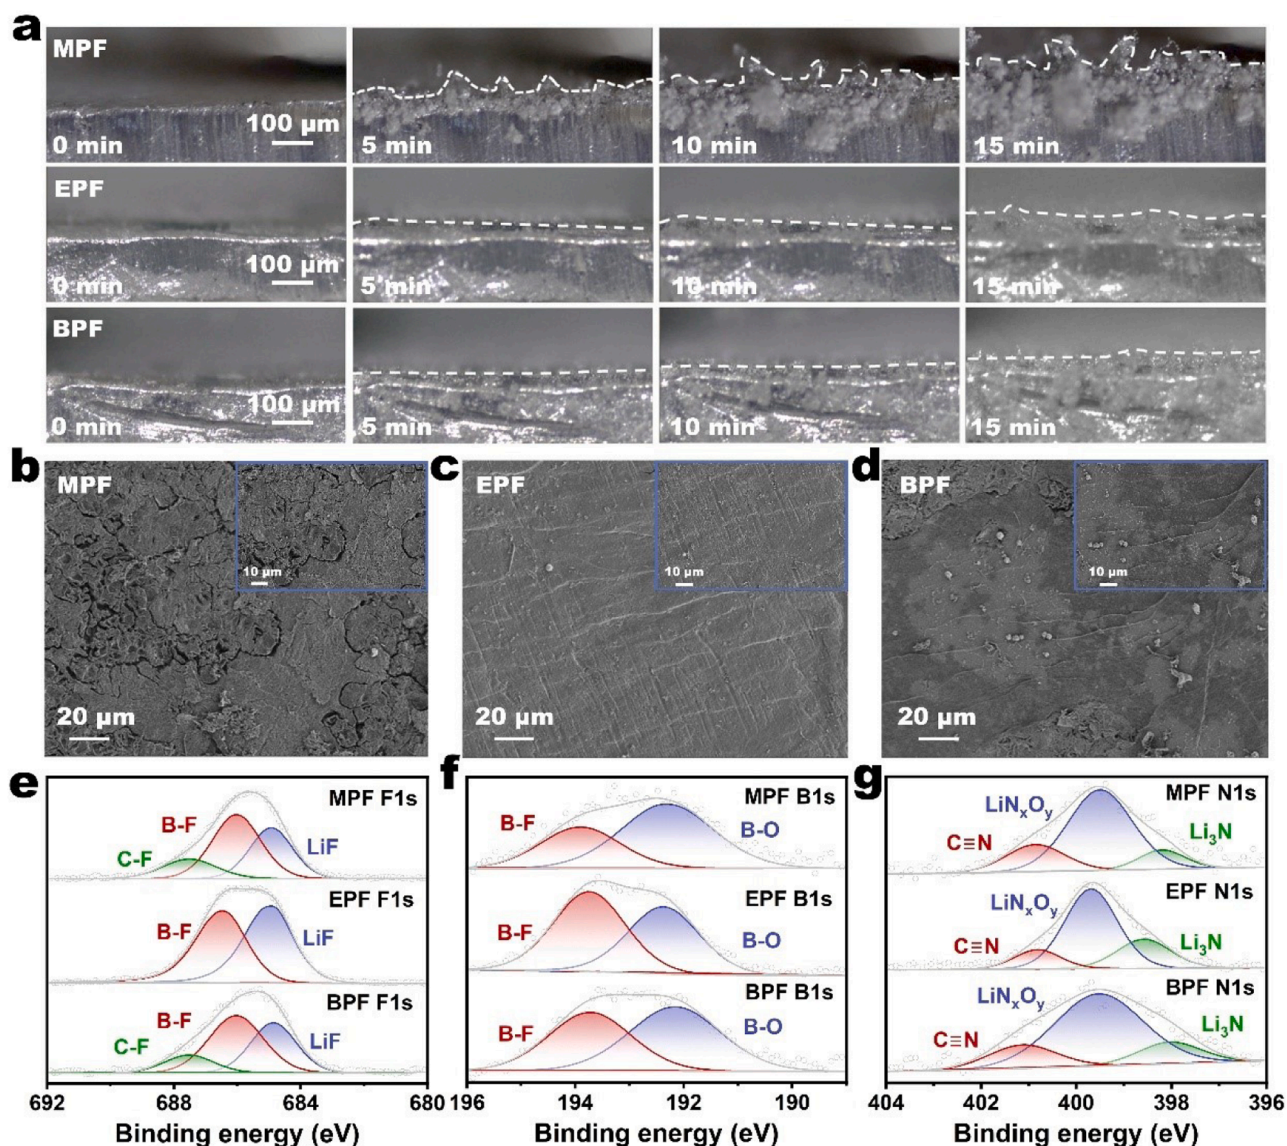 a
MPF
0 min
100 µm
5 min
10 min
15 min
EPF
0 min
100 µm
5 min
10 min
15 min
BPF
0 min
100 µm
5 min
10 min
15 min
b
MPF
10 µm
20 µm
c
EPF
10 µm
20 µm
d
BPF
10 µm
20 µm
e
MPF F1s
B-F
C-F
LiF
EPF F1s
B-F
LiF
BPF F1s
B-F
C-F
LiF
692 688 684 680
Binding energy (eV)
f
MPF B1s
B-F
B-O
EPF B1s
B-F
B-O
BPF B1s
B-F
B-O
196 194 192 190
Binding energy (eV)
g
MPF N1s
LiNₓOᵧ
C≡N
Li₃N
EPF N1s
LiNₓOᵧ
C≡N
Li₃N
BPF N1s
LiNₓOᵧ
C≡N
Li₃N
404 402 400 398 396
Binding energy (eV)